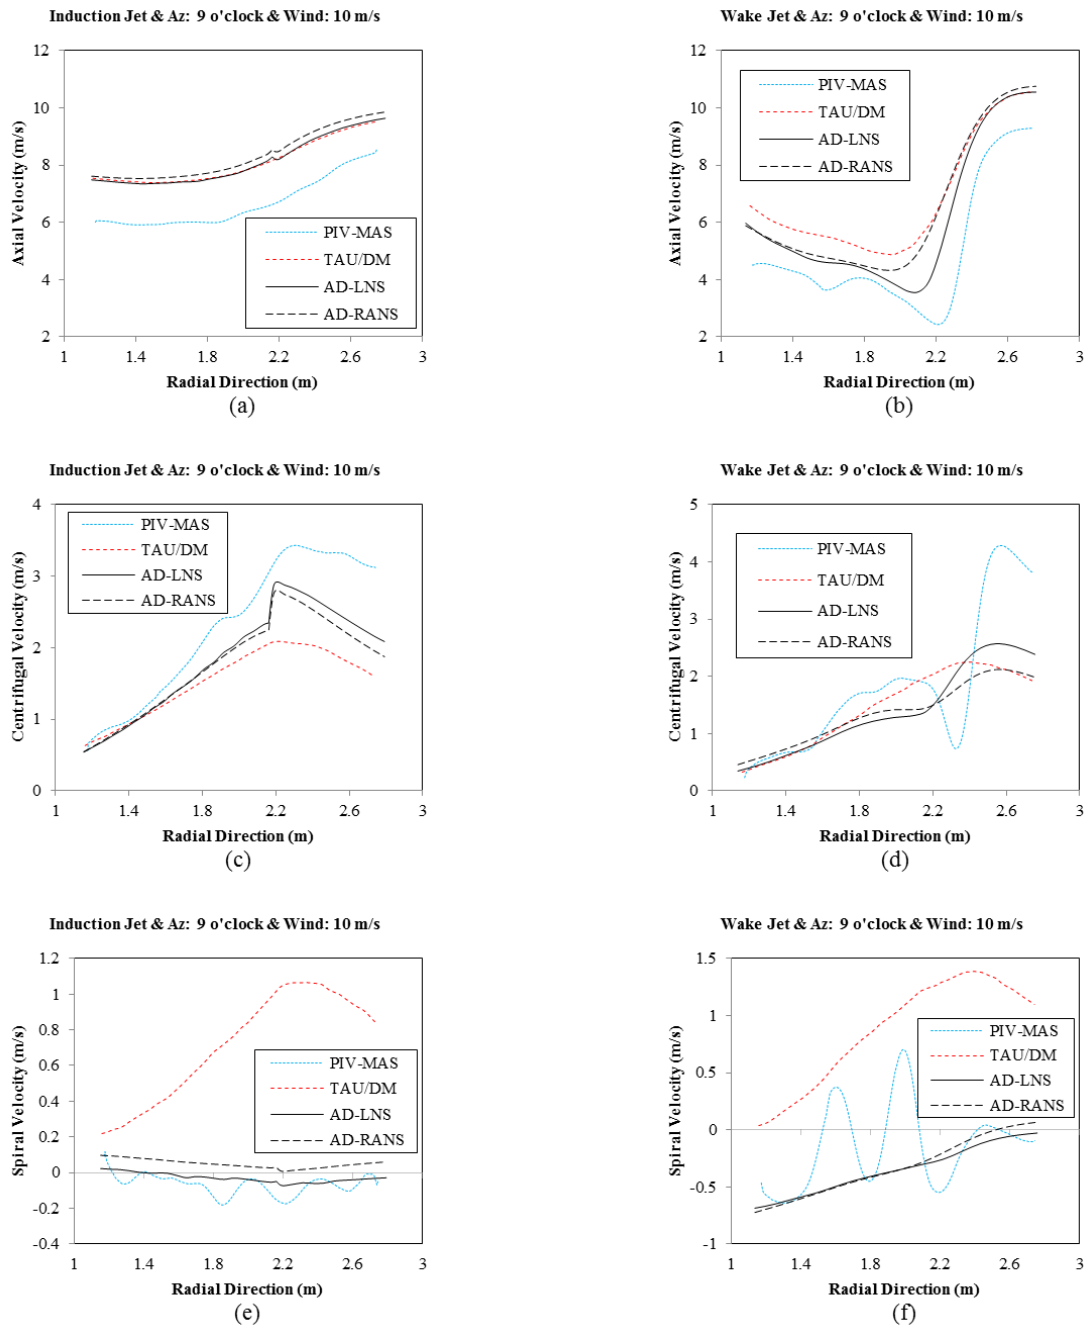 Induction Jet & Az: 9 o'clock & Wind: 10 m/s
12
10
8
6
4
2
Axial Velocity (m/s)
PIV-MAS
TAU/DM
AD-LNS
AD-RANS
1 1.4 1.8 2.2 2.6 3
Radial Direction (m)
(a)
Wake Jet & Az: 9 o'clock & Wind: 10 m/s
12
10
8
6
4
2
Axial Velocity (m/s)
PIV-MAS
TAU/DM
AD-LNS
AD-RANS
1 1.4 1.8 2.2 2.6 3
Radial Direction (m)
(b)
Induction Jet & Az: 9 o'clock & Wind: 10 m/s
4
3
2
1
0
Centrifugal Velocity (m/s)
PIV-MAS
TAU/DM
AD-LNS
AD-RANS
1 1.4 1.8 2.2 2.6 3
Radial Direction (m)
(c)
Wake Jet & Az: 9 o'clock & Wind: 10 m/s
5
4
3
2
1
0
Centrifugal Velocity (m/s)
PIV-MAS
TAU/DM
AD-LNS
AD-RANS
1 1.4 1.8 2.2 2.6 3
Radial Direction (m)
(d)
Induction Jet & Az: 9 o'clock & Wind: 10 m/s
1.2
1
0.8
0.6
0.4
0.2
0
-0.2
-0.4
Spiral Velocity (m/s)
PIV-MAS
TAU/DM
AD-LNS
AD-RANS
1 1.4 1.8 2.2 2.6 3
Radial Direction (m)
(e)
Wake Jet & Az: 9 o'clock & Wind: 10 m/s
1.5
1
0.5
0
-0.5
-1
Spiral Velocity (m/s)
PIV-MAS
TAU/DM
AD-LNS
AD-RANS
1 1.4 1.8 2.2 2.6 3
Radial Direction (m)
(f)